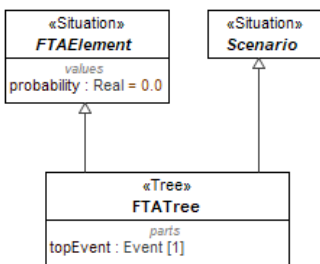 «Situation»
FTAElement
values
probability : Real = 0.0
«Situation»
Scenario
«Tree»
FTATree
parts
topEvent : Event [1]